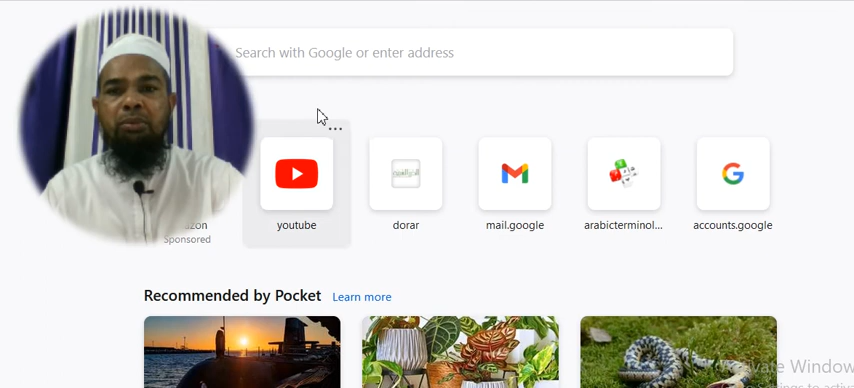 Search with Google or enter address
zon
Sponsored
youtube
dorar
mail.google
arabicterminol...
accounts.google
Recommended by Pocket
Learn more
Activate Window